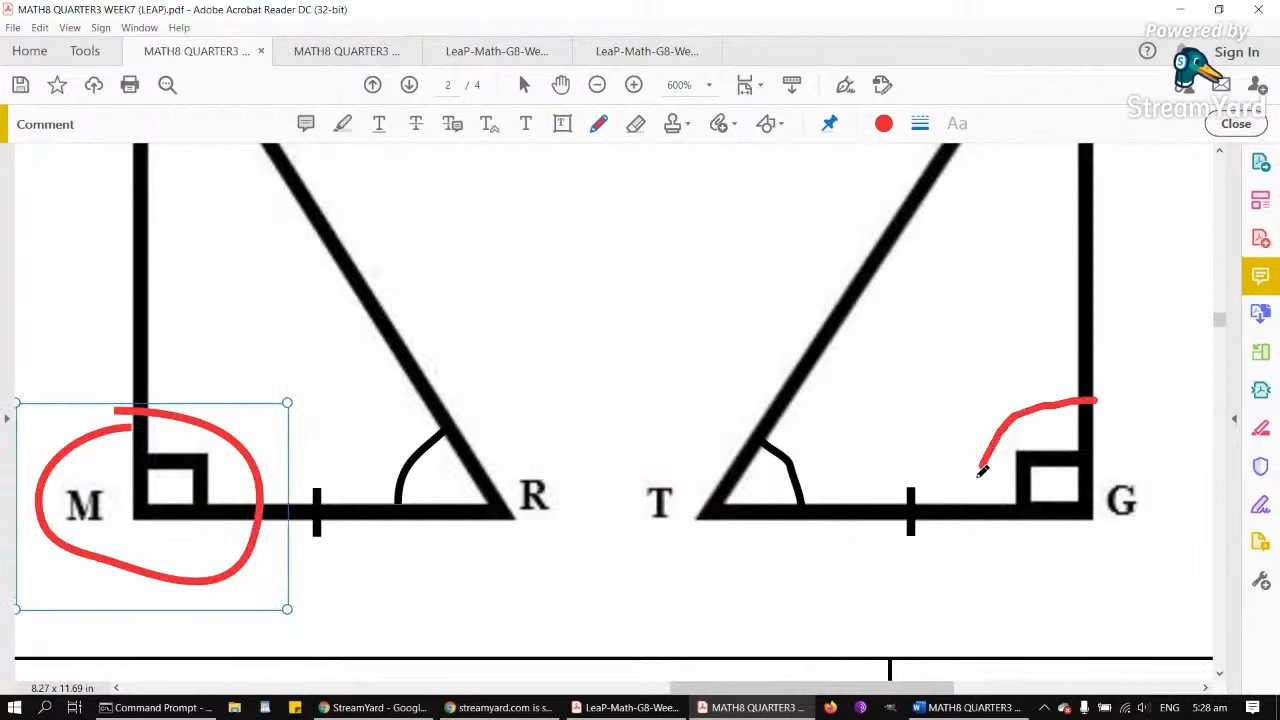 MATH8 QUARTER3 WEEK7 (LEAP).pdf - Adobe Acrobat Reader DC (32-bit)
File Edit View Sign Window Help
Powered by
StreamYard
Home Tools MATH8 QUARTER3 ... × MATH8 QUARTER3 ... LeaP-Math-G8-We... LeaP-Math-G8-We... Sign In
2 / 4 600%
Comment Aa Close
M R T G
8.27 x 11.69 in
Command Prompt - ... StreamYard - Googl... streamyard.com is s... LeaP-Math-G8-We... MATH8 QUARTER3 ... MATH8 QUARTER3 W... ENG 5:28 am